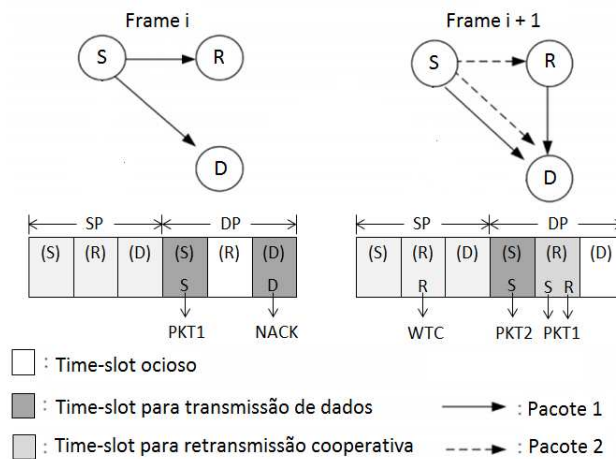 Frame i
Frame i + 1
S
R
D
S
R
D
SP
DP
SP
DP
(S) (R) (D) (S) (R) (D)
S D
(S) (R) (D) (S) (R) (D)
R S S R
PKT1 NACK
WTC PKT2 PKT1
: Time-slot ocioso
: Time-slot para transmissão de dados
: Pacote 1
: Time-slot para retransmissão cooperativa
: Pacote 2